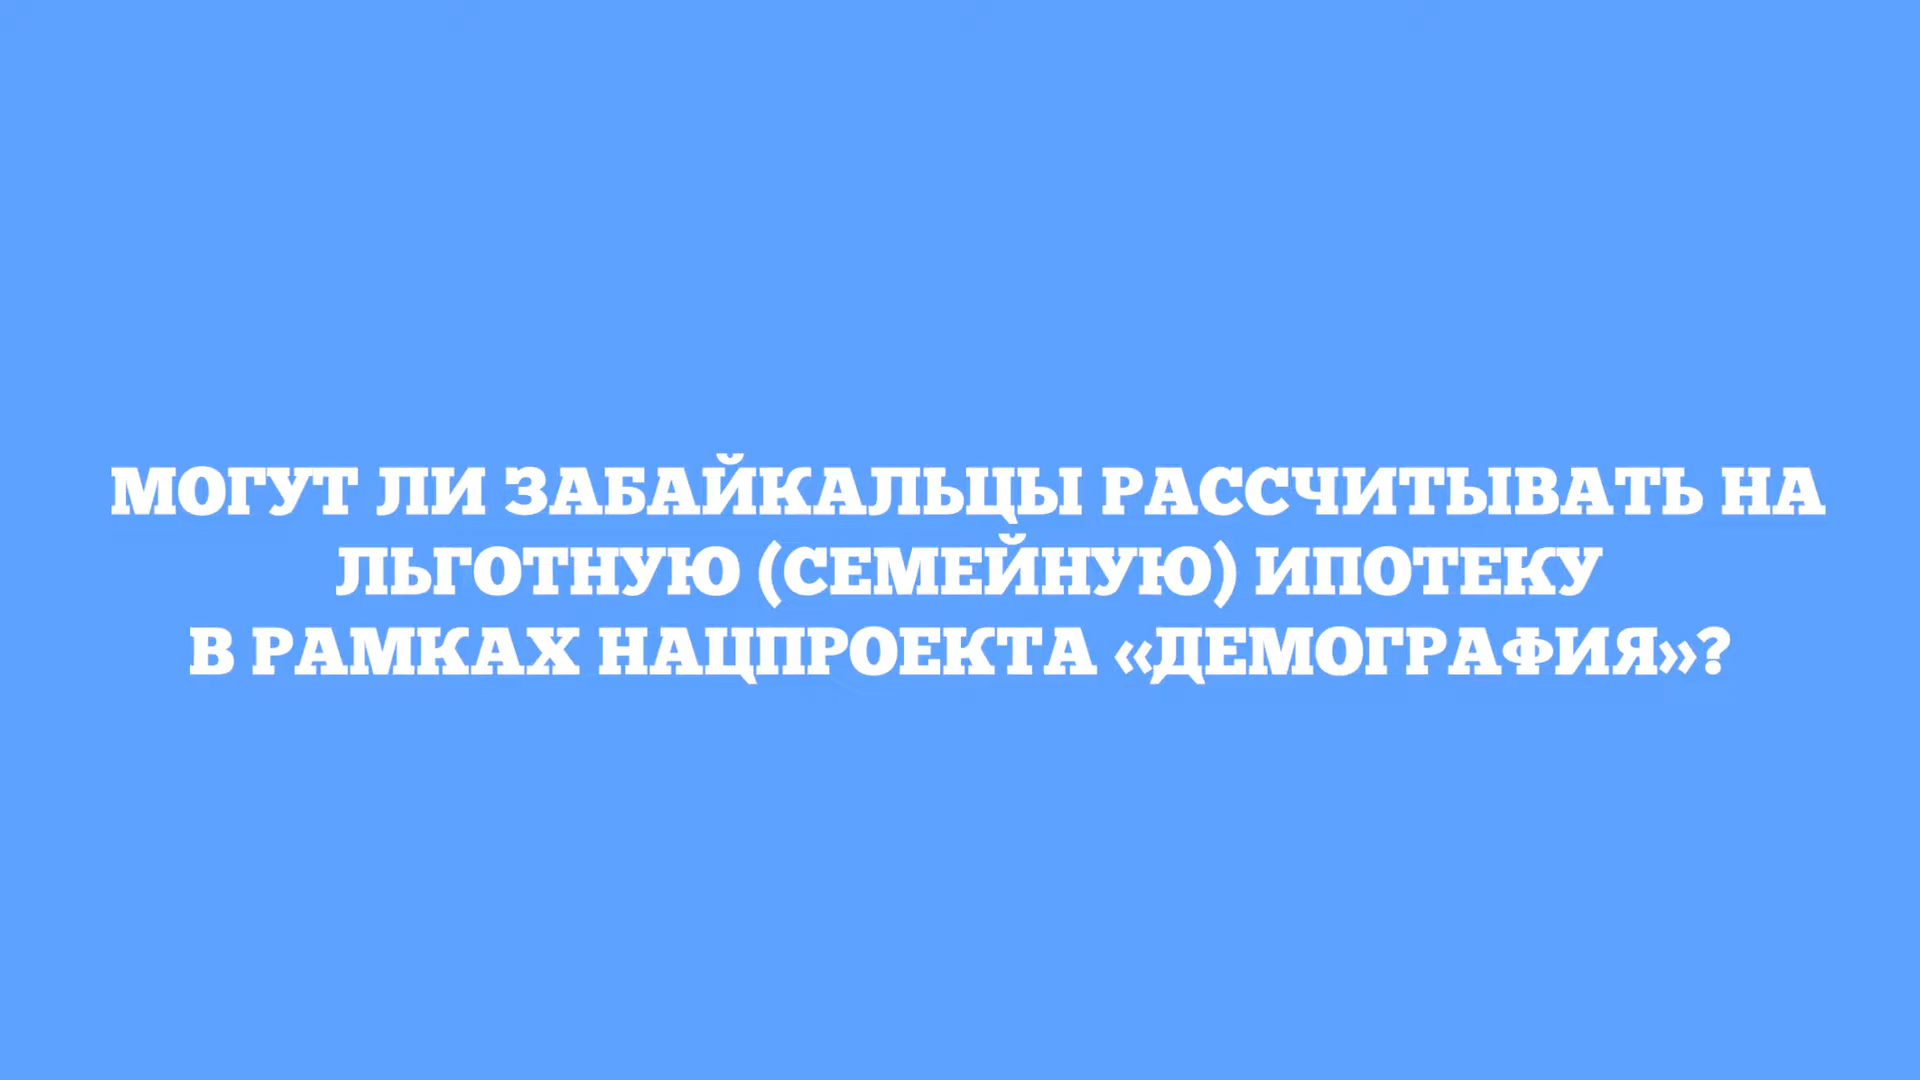 МОГУТ ЛИ ЗАБАЙКАЛЬЦЫ РАССЧИТЫВАТЬ НА
ЛЬГОТНУЮ (СЕМЕЙНУЮ) ИПОТЕКУ
В РАМКАХ НАЦПРОЕКТА «ДЕМОГРАФИЯ»?